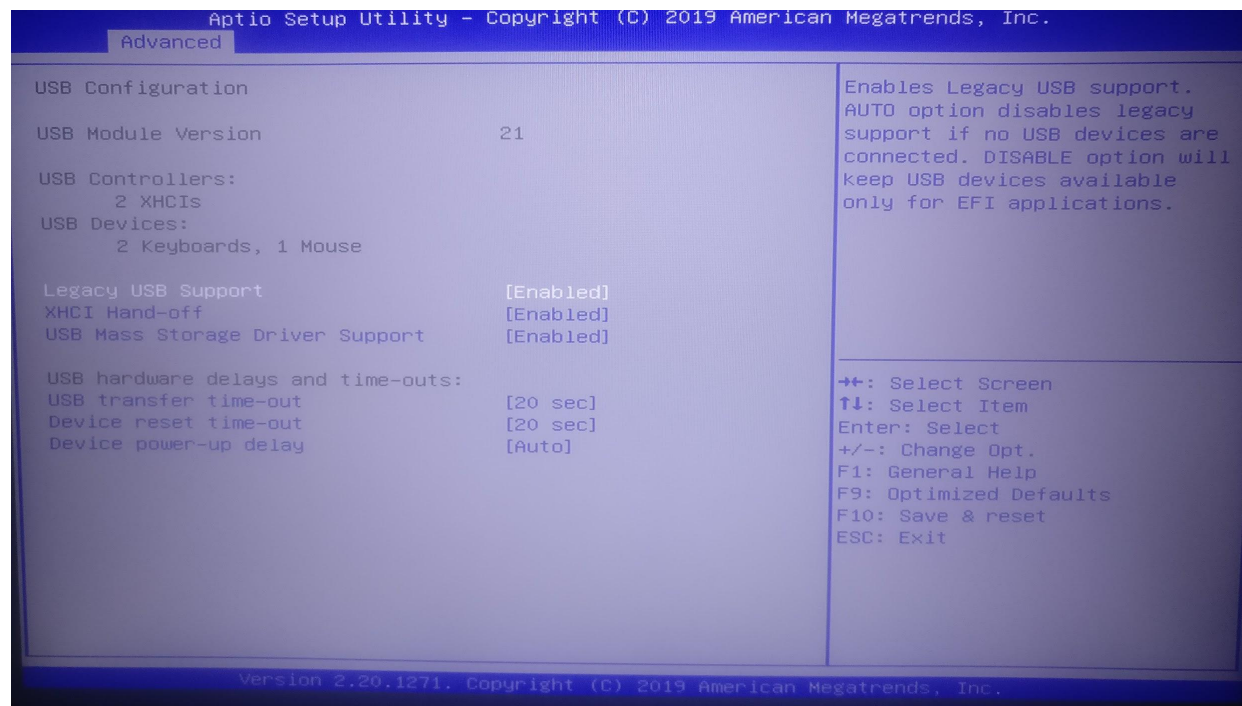 Aptio Setup Utility – Copyright (C) 2019 American Megatrends, Inc.
Advanced
USB Configuration
USB Module Version 21
USB Controllers:
2 XHCIs
USB Devices:
2 Keyboards, 1 Mouse
Legacy USB Support [Enabled]
XHCI Hand-off [Enabled]
USB Mass Storage Driver Support [Enabled]
USB hardware delays and time-outs:
USB transfer time-out [20 sec]
Device reset time-out [20 sec]
Device power-up delay [Auto]
Enables Legacy USB support.
AUTO option disables legacy
support if no USB devices are
connected. DISABLE option will
keep USB devices available
only for EFI applications.
→←: Select Screen
↑↓: Select Item
Enter: Select
+/-: Change Opt.
F1: General Help
F9: Optimized Defaults
F10: Save & reset
ESC: Exit
Version 2.20.1271. Copyright (C) 2019 American Megatrends, Inc.